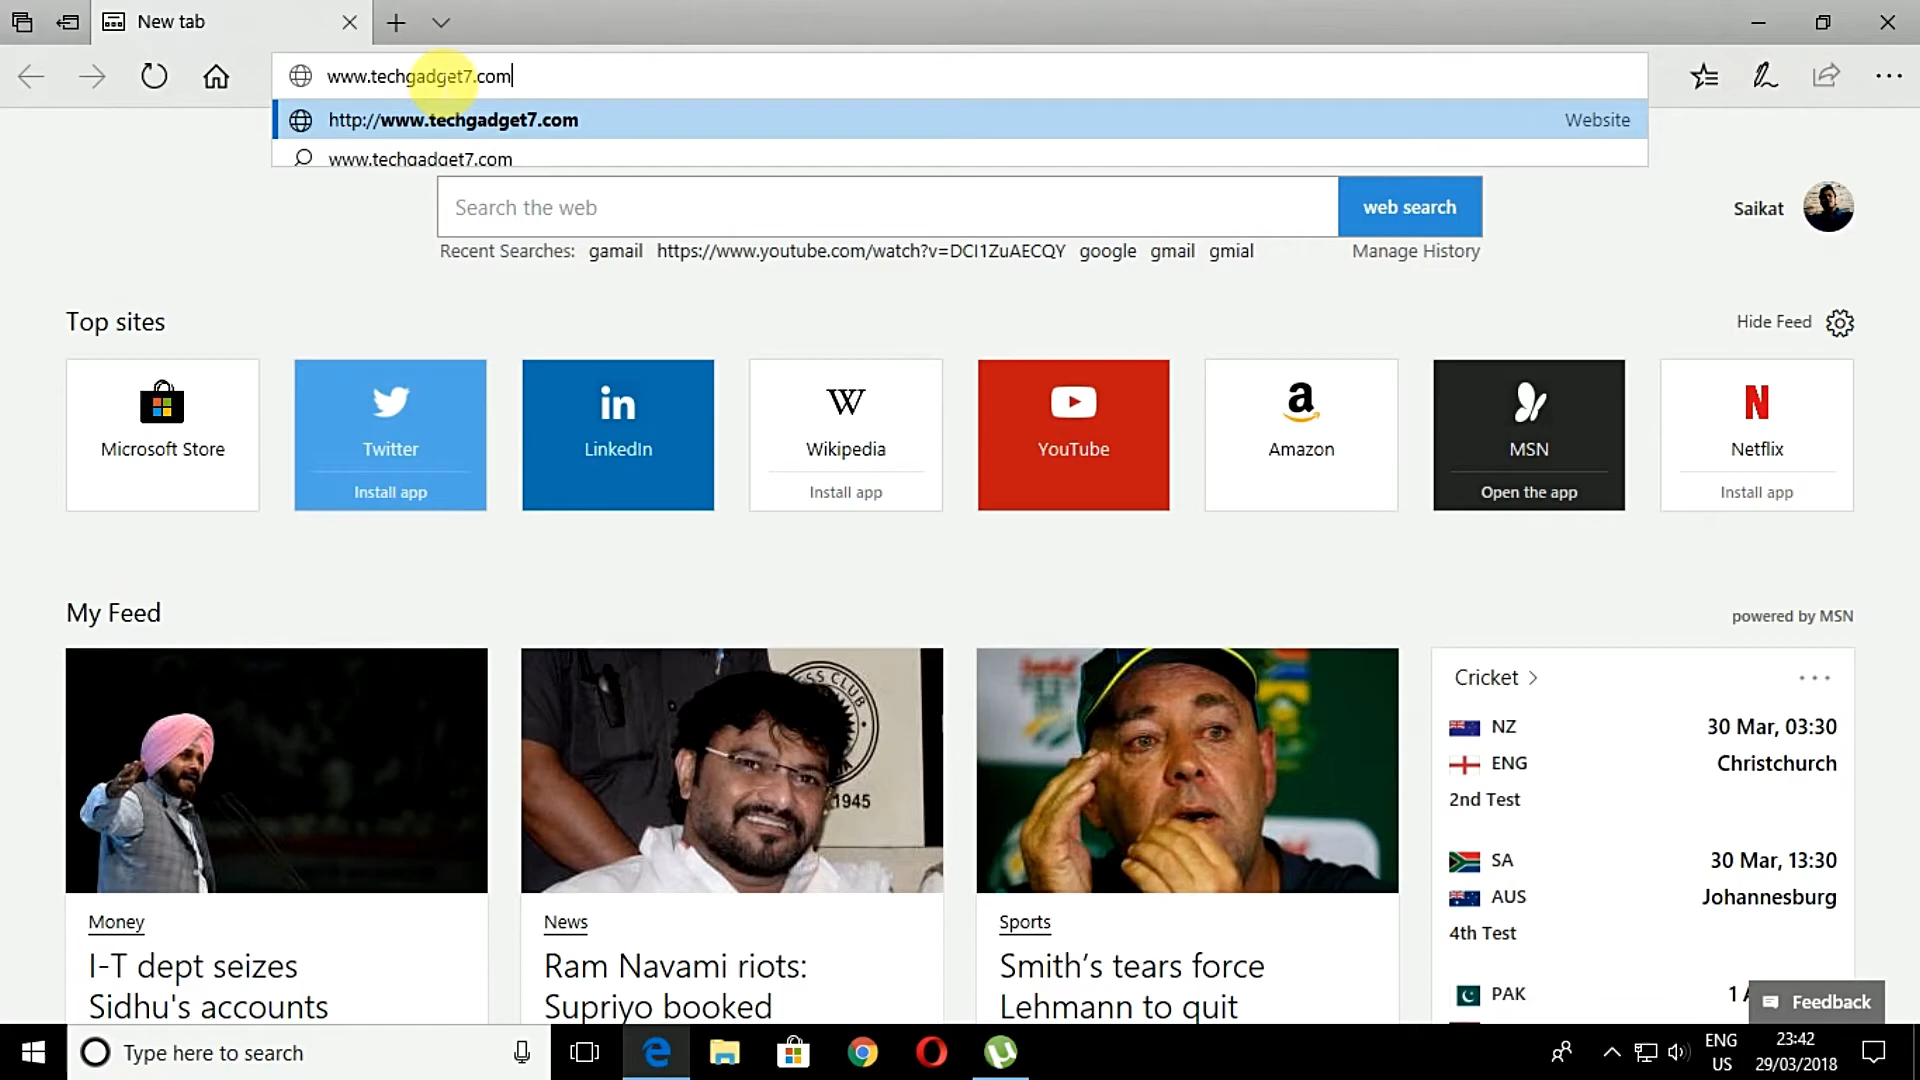 New tab
www.techgadget7.com
http://www.techgadget7.com Website
www.techgadget7.com
Search the web
web search
Saikat
Recent Searches: gamail https://www.youtube.com/watch?v=DCI1ZuAECQY google gmail gmial Manage History
Top sites
Hide Feed
Microsoft Store
Twitter
Install app
in
LinkedIn
W
Wikipedia
Install app
YouTube
a
Amazon
MSN
Open the app
N
Netflix
Install app
My Feed
powered by MSN
SS CLUB
1945
Money
I-T dept seizes
Sidhu's accounts
News
Ram Navami riots:
Supriyo booked
Sports
Smith’s tears force
Lehmann to quit
Cricket
NZ 30 Mar, 03:30
ENG Christchurch
2nd Test
SA 30 Mar, 13:30
AUS Johannesburg
4th Test
PAK 1
Feedback
Type here to search
ENG
US
23:42
29/03/2018